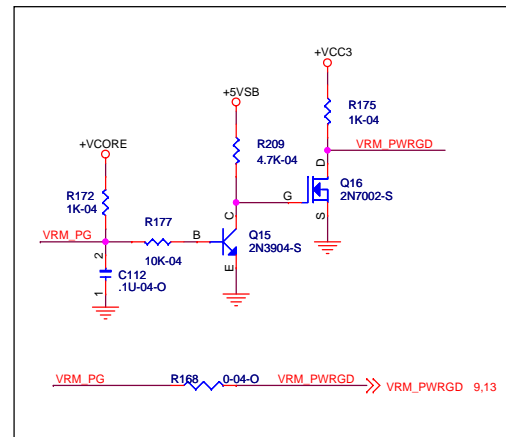 +VCC3
+5VSB
R175
1K-04
+VCORE
R209
4.7K-04
VRM_PWRGD
D
Q16
2N7002-S
G
S
R172
1K-04
R177
C
VRM_PG
B
Q15
2N3904-S
10K-04
E
2
C112
.1U-04-O
1
VRM_PG
R168
0-04-O
VRM_PWRGD
VRM_PWRGD 9,13